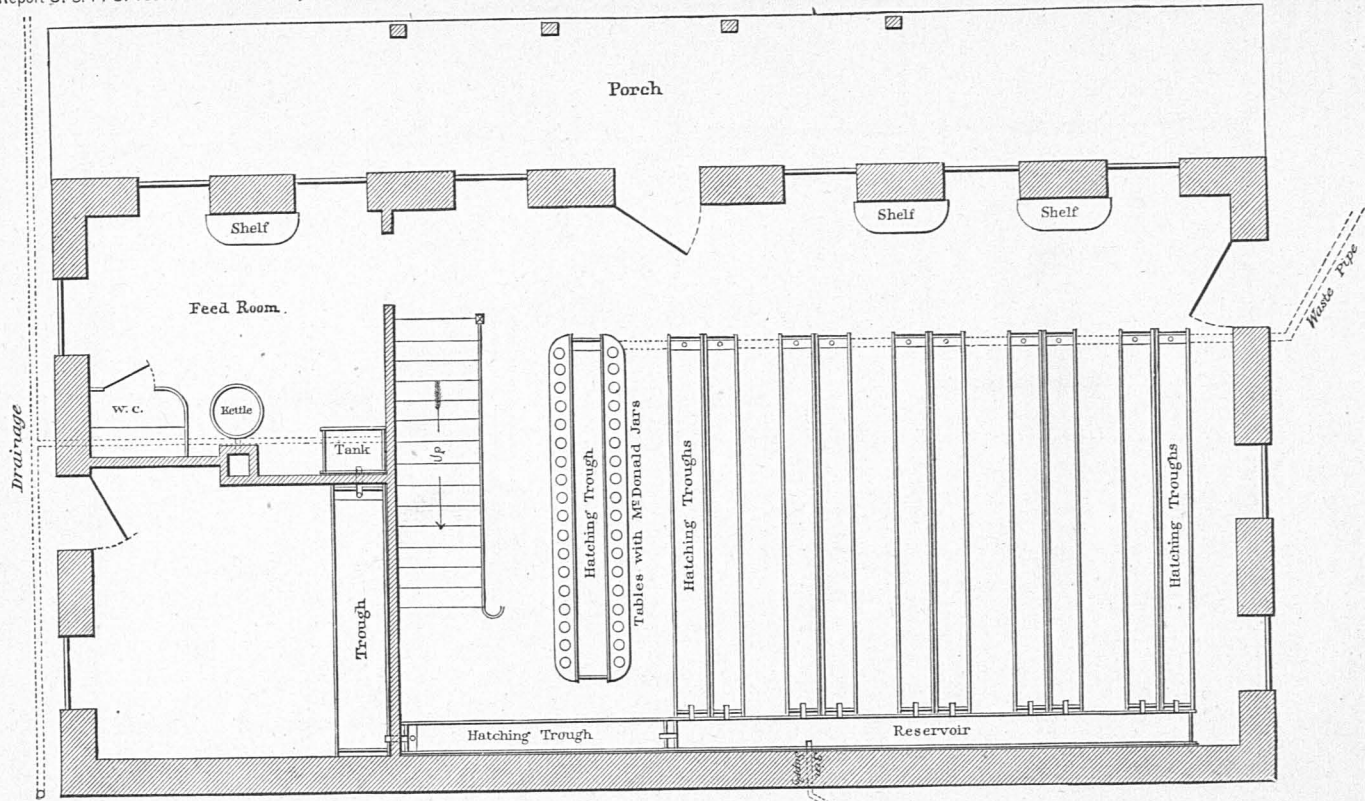 Porch
Shelf
Shelf
Shelf
Feed Room.
W. C.
Kettle
Tank
Up
Trough
Hatching Trough
Tables with McDonald Jars
Hatching Troughs
Hatching Troughs
Hatching Trough
Reservoir
Supply
Drainage
Waste Pipe